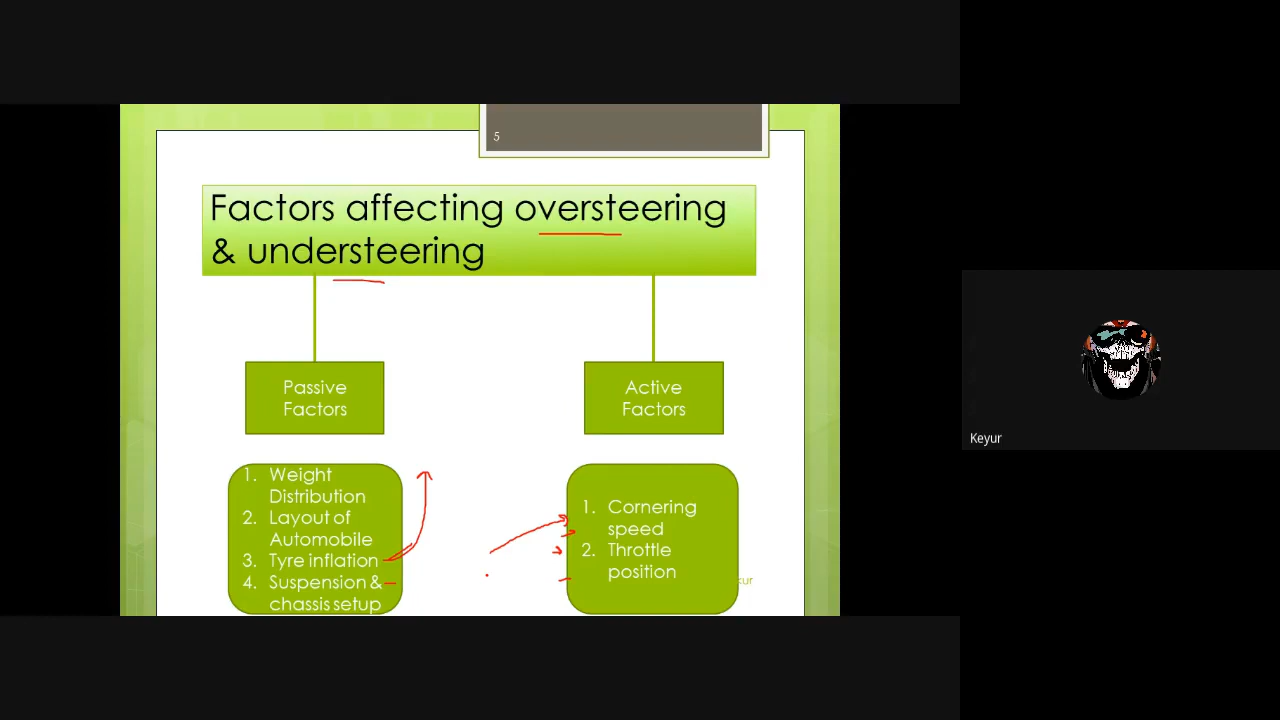 5
Factors affecting oversteering
& understeering
Passive
Factors
Active
Factors
1. Weight
Distribution
2. Layout of
Automobile
3. Tyre inflation
4. Suspension &
chassis setup
1. Cornering
speed
2. Throttle
position
kur
Keyur